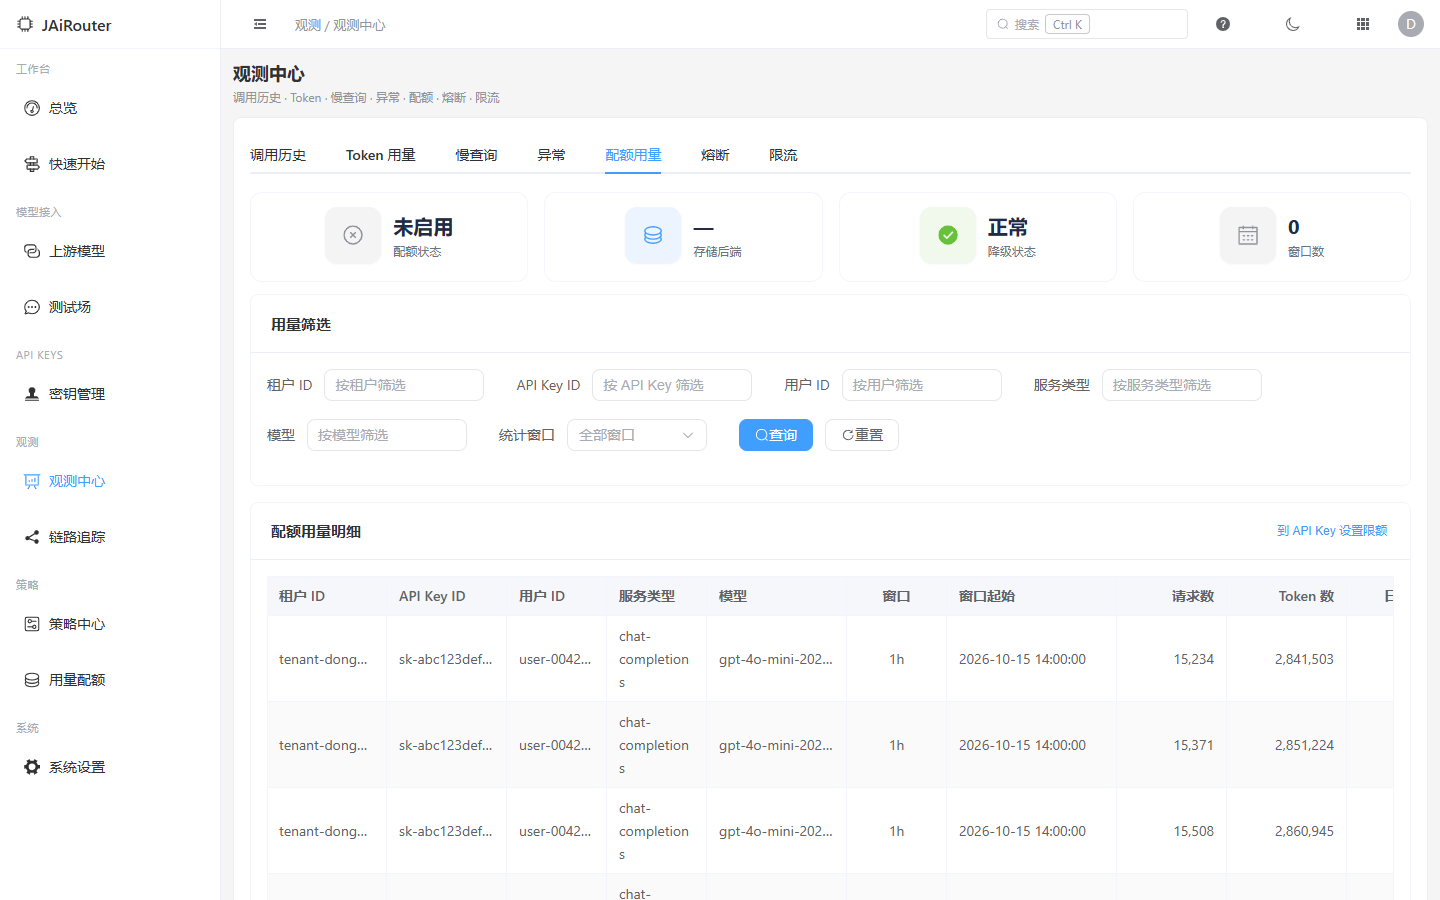 JAiRouter
观测 / 观测中心
搜索 Ctrl K
D
工作台
总览
快速开始
模型接入
上游模型
测试场
API KEYS
密钥管理
观测
观测中心
链路追踪
策略
策略中心
用量配额
系统
系统设置
观测中心
调用历史 · Token · 慢查询 · 异常 · 配额 · 熔断 · 限流
调用历史 Token 用量 慢查询 异常 配额用量 熔断 限流
未启用
配额状态
—
存储后端
正常
降级状态
0
窗口数
用量筛选
租户 ID 按租户筛选 API Key ID 按 API Key 筛选 用户 ID 按用户筛选 服务类型 按服务类型筛选
模型 按模型筛选 统计窗口 全部窗口 查询 重置
配额用量明细 到 API Key 设置限额
租户 ID API Key ID 用户 ID 服务类型 模型 窗口 窗口起始 请求数 Token 数
tenant-dong... sk-abc123def... user-0042... chat-completions gpt-4o-mini-202... 1h 2026-10-15 14:00:00 15,234 2,841,503
tenant-dong... sk-abc123def... user-0042... chat-completions gpt-4o-mini-202... 1h 2026-10-15 14:00:00 15,371 2,851,224
tenant-dong... sk-abc123def... user-0042... chat-completions gpt-4o-mini-202... 1h 2026-10-15 14:00:00 15,508 2,860,945
chat-